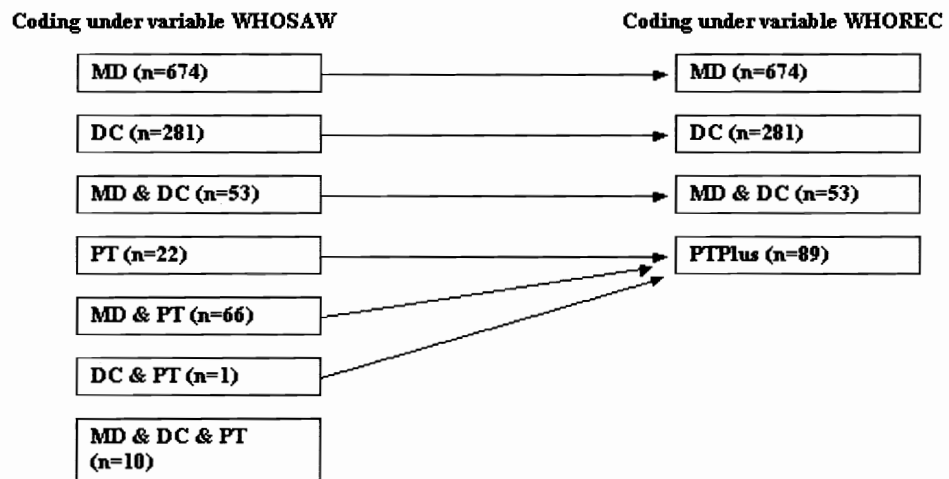 Coding under variable WHOSAW
Coding under variable WHOREC
MD (n=674)
MD (n=674)
DC (n=281)
DC (n=281)
MD & DC (n=53)
MD & DC (n=53)
PT (n=22)
PTPlus (n=89)
MD & PT (n=66)
DC & PT (n=1)
MD & DC & PT
(n=10)